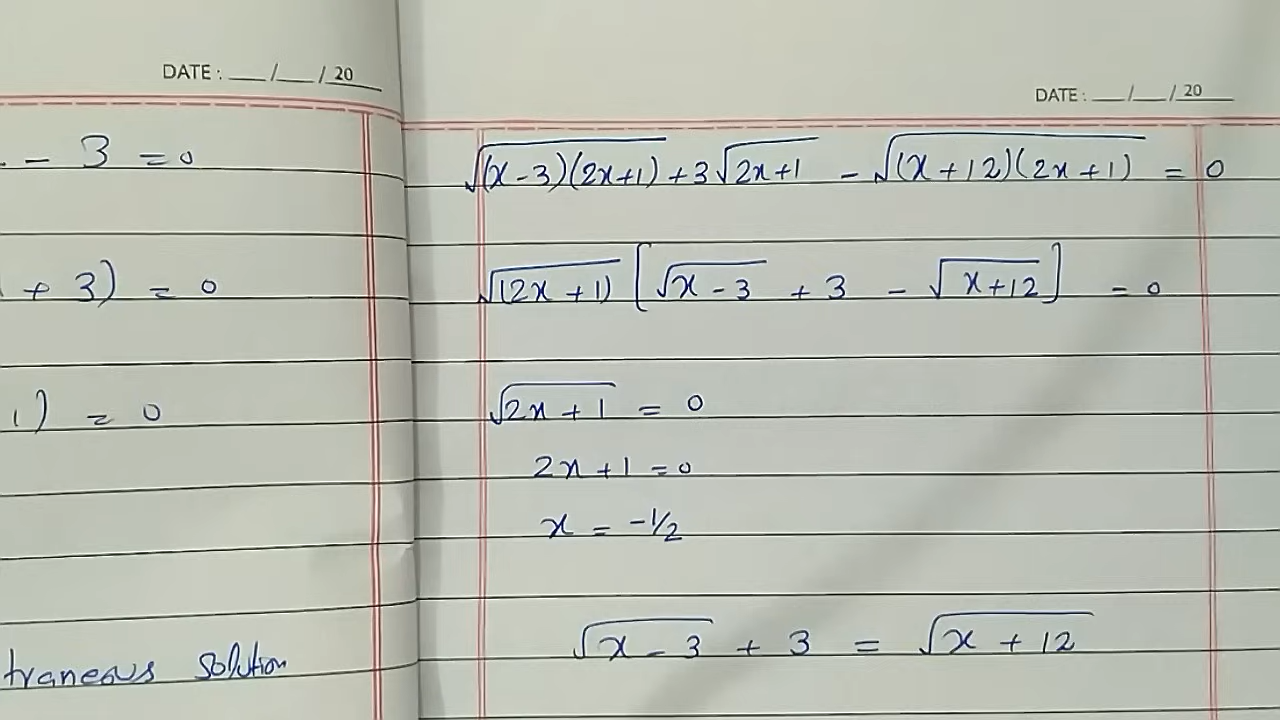 DATE : __/__/ 20
- 3 = 0
+ 3) = 0
1) = 0
traneous solution
DATE : __/__/ 20
√(x-3)(2x+1) + 3√2x+1 - √(x+12)(2x+1) = 0
√(2x+1) [√x-3 + 3 - √x+12] = 0
√2x+1 = 0
2x+1 = 0
x = -1/2
√x-3 + 3 = √x+12